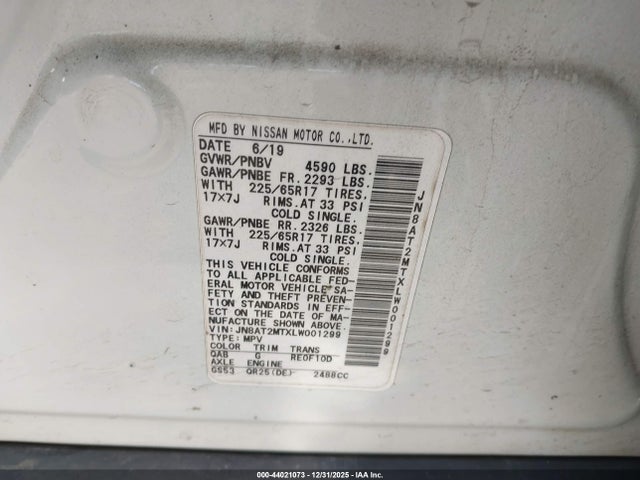 MFD BY NISSAN MOTOR CO.,LTD.
DATE 6/19
GVWR/PNBV 4590 LBS.
GAWR/PNBE FR. 2293 LBS.
WITH 225/65R17 TIRES,
17×7J RIMS.AT 33 PSI
COLD SINGLE.
GAWR/PNBE RR. 2326 LBS.
WITH 225/65R17 TIRES,
17×7J RIMS.AT 33 PSI
COLD SINGLE.
THIS VEHICLE CONFORMS
TO ALL APPLICABLE FED-
ERAL MOTOR VEHICLE SA-
FETY AND THEFT PREVEN-
TION STANDARDS IN EFF-
ECT ON THE DATE OF MA-
NUFACTURE SHOWN ABOVE.
VIN:JN8AT2MTXLW001299
TYPE:MPV
COLOR TRIM TRANS
QAB G RE0F10D
AXLE ENGINE
GS53 QR25(DE) 2488CC
JN8AT2MTXLW001299
000-44021073 - 12/31/2025 - IAA Inc.